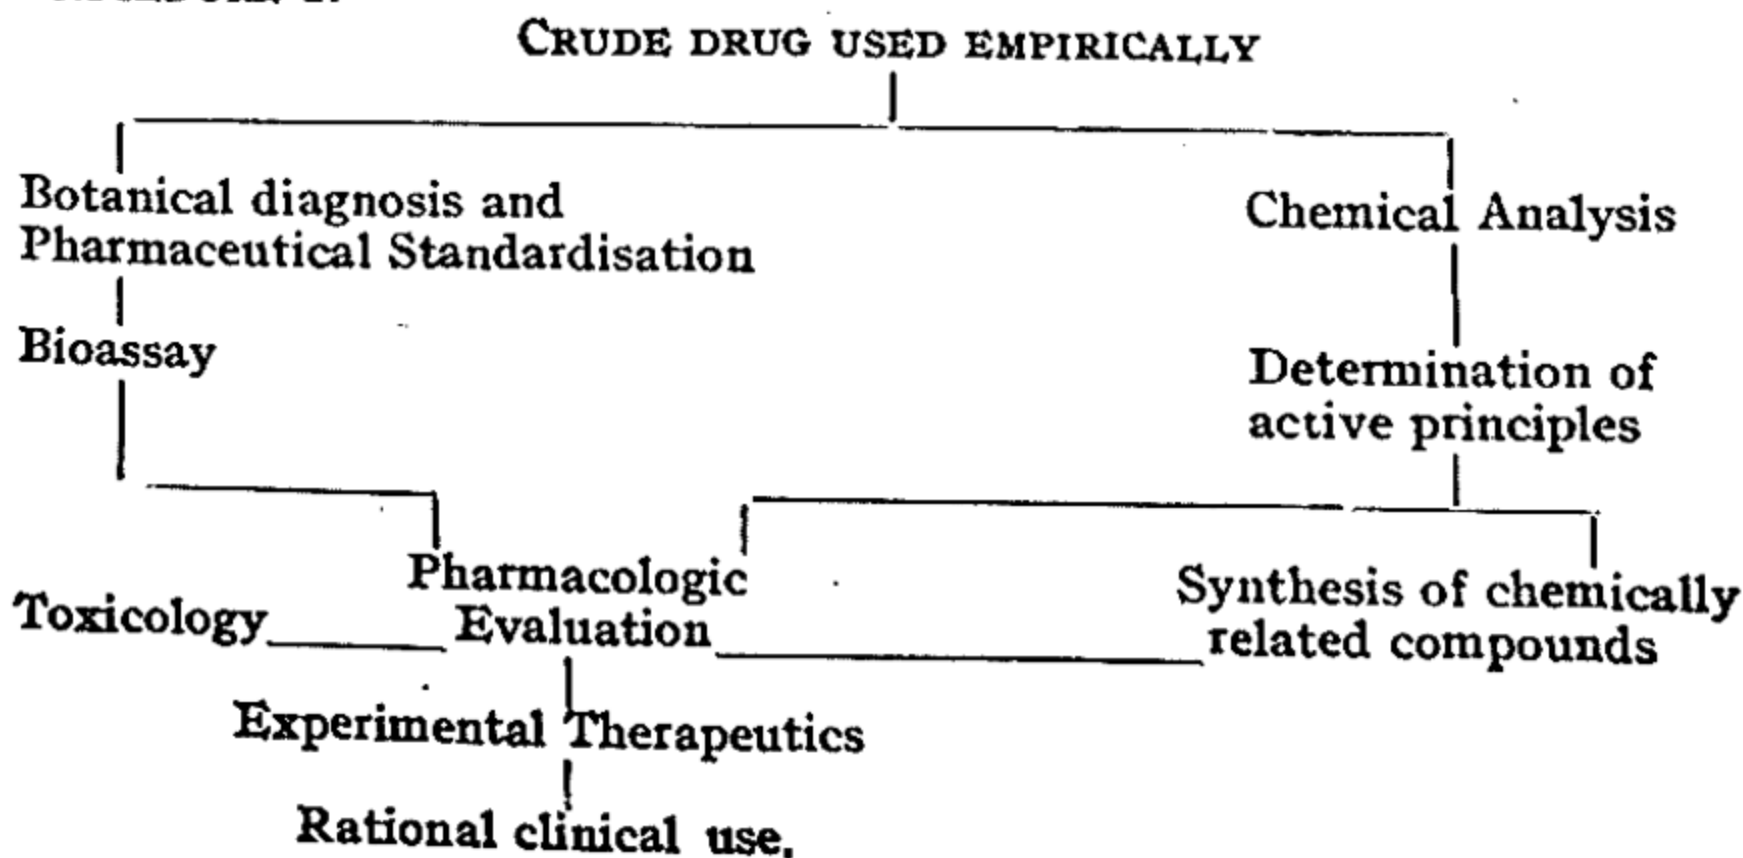 CRUDE DRUG USED EMPIRICALLY
Botanical diagnosis and
Pharmaceutical Standardisation
Chemical Analysis
Bioassay
Determination of
active principles
Pharmacologic
Evaluation
Toxicology
Synthesis of chemically
related compounds
Experimental Therapeutics
Rational clinical use.